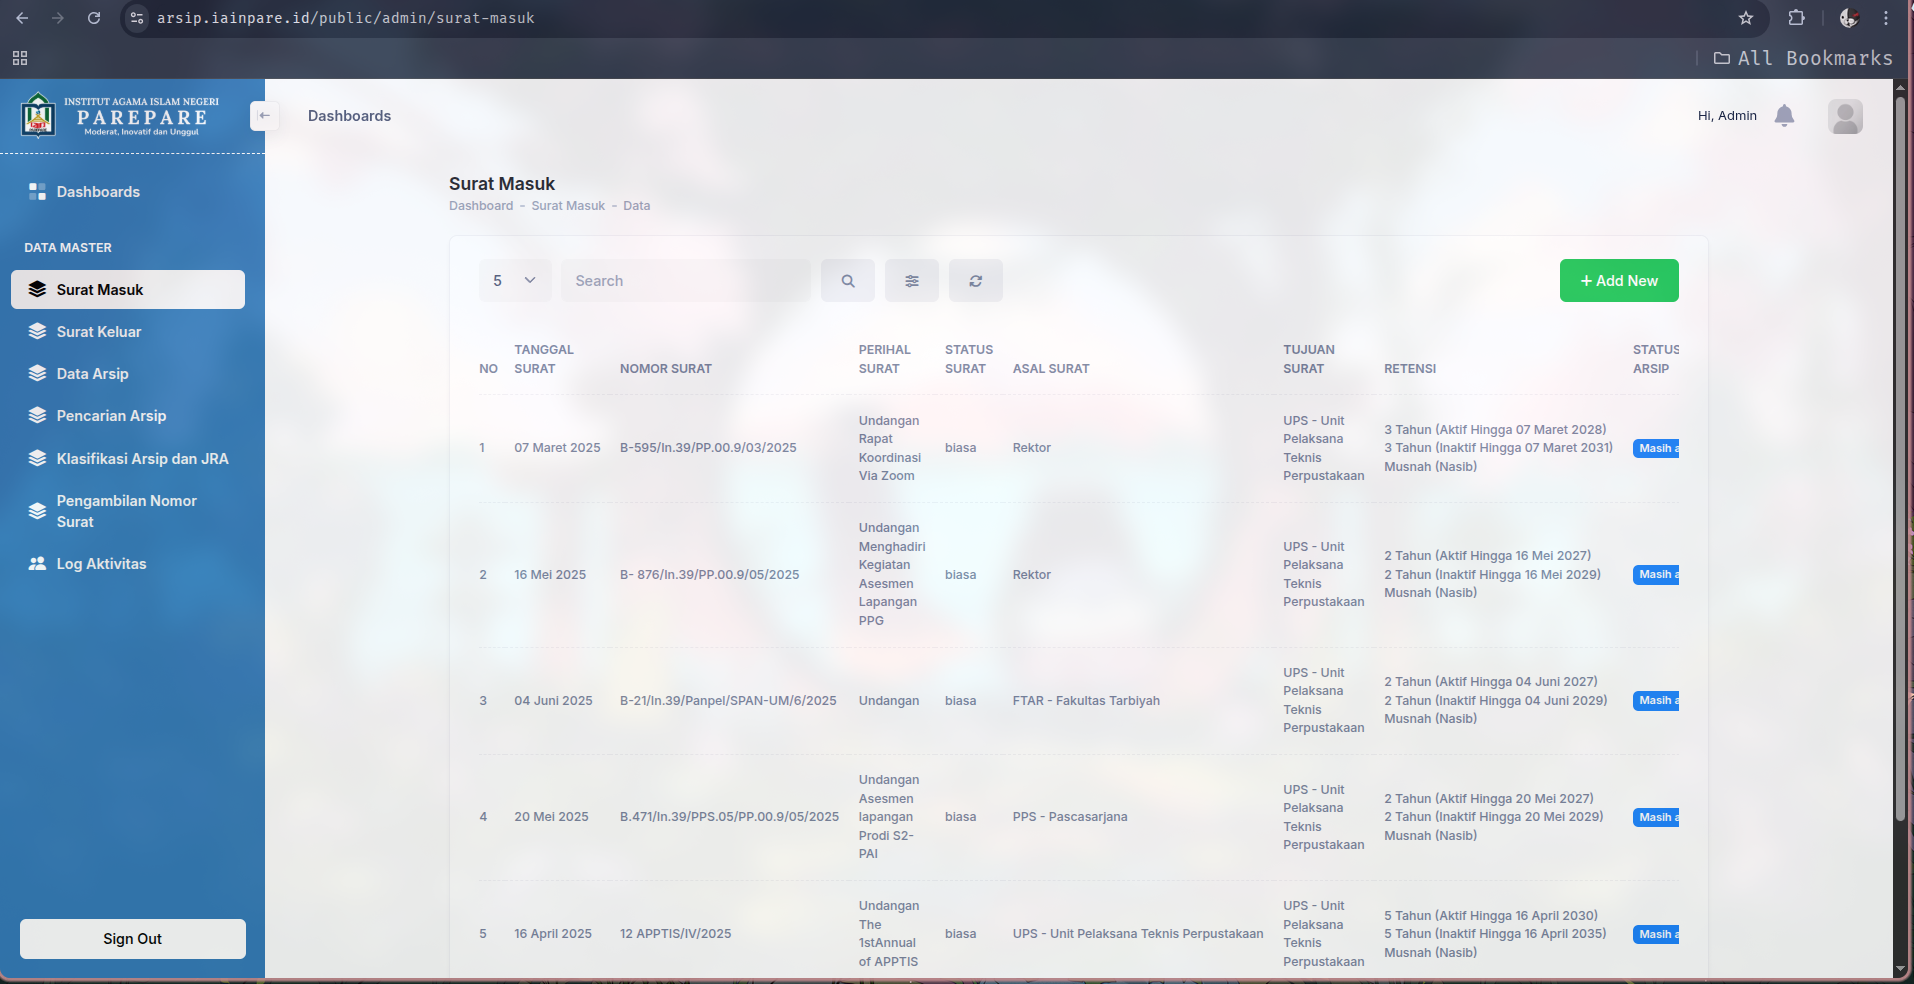 arsip.iainpare.id/public/admin/surat-masuk
All Bookmarks
INSTITUT AGAMA ISLAM NEGERI
PAREPARE
Moderat, Inovatif dan Unggul
Dashboards
Hi, Admin
Dashboards
DATA MASTER
Surat Masuk
Surat Keluar
Data Arsip
Pencarian Arsip
Klasifikasi Arsip dan JRA
Pengambilan Nomor
Surat
Log Aktivitas
Sign Out
Surat Masuk
Dashboard - Surat Masuk - Data
5
Search
+ Add New
NO
TANGGAL
SURAT
NOMOR SURAT
PERIHAL
SURAT
STATUS
SURAT
ASAL SURAT
TUJUAN
SURAT
RETENSI
STATUS
ARSIP
1
07 Maret 2025
B-595/In.39/PP.00.9/03/2025
Undangan
Rapat
Koordinasi
Via Zoom
biasa
Rektor
UPS - Unit
Pelaksana
Teknis
Perpustakaan
3 Tahun (Aktif Hingga 07 Maret 2028)
3 Tahun (Inaktif Hingga 07 Maret 2031)
Musnah (Nasib)
Masih a
2
16 Mei 2025
B- 876/In.39/PP.00.9/05/2025
Undangan
Menghadiri
Kegiatan
Asesmen
Lapangan
PPG
biasa
Rektor
UPS - Unit
Pelaksana
Teknis
Perpustakaan
2 Tahun (Aktif Hingga 16 Mei 2027)
2 Tahun (Inaktif Hingga 16 Mei 2029)
Musnah (Nasib)
Masih a
3
04 Juni 2025
B-21/In.39/Panpel/SPAN-UM/6/2025
Undangan
biasa
FTAR - Fakultas Tarbiyah
UPS - Unit
Pelaksana
Teknis
Perpustakaan
2 Tahun (Aktif Hingga 04 Juni 2027)
2 Tahun (Inaktif Hingga 04 Juni 2029)
Musnah (Nasib)
Masih a
4
20 Mei 2025
B.471/In.39/PPS.05/PP.00.9/05/2025
Undangan
Asesmen
lapangan
Prodi S2-
PAI
biasa
PPS - Pascasarjana
UPS - Unit
Pelaksana
Teknis
Perpustakaan
2 Tahun (Aktif Hingga 20 Mei 2027)
2 Tahun (Inaktif Hingga 20 Mei 2029)
Musnah (Nasib)
Masih a
5
16 April 2025
12 APPTIS/IV/2025
Undangan
The
1stAnnual
of APPTIS
biasa
UPS - Unit Pelaksana Teknis Perpustakaan
UPS - Unit
Pelaksana
Teknis
Perpustakaan
5 Tahun (Aktif Hingga 16 April 2030)
5 Tahun (Inaktif Hingga 16 April 2035)
Musnah (Nasib)
Masih a